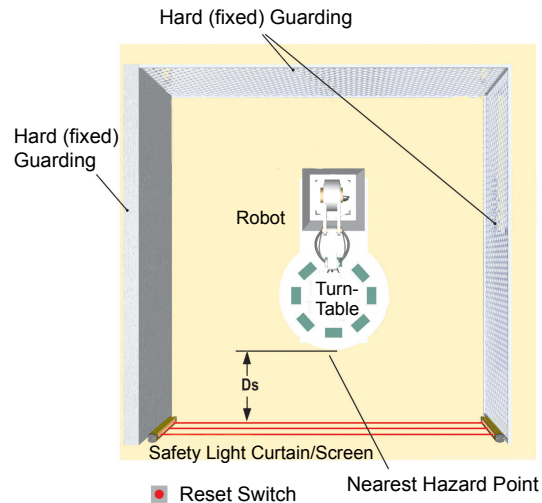 Hard (fixed) Guarding
Hard (fixed)
Guarding
Robot
Turn-
Table
Ds
Safety Light Curtain/Screen
Nearest Hazard Point
Reset Switch